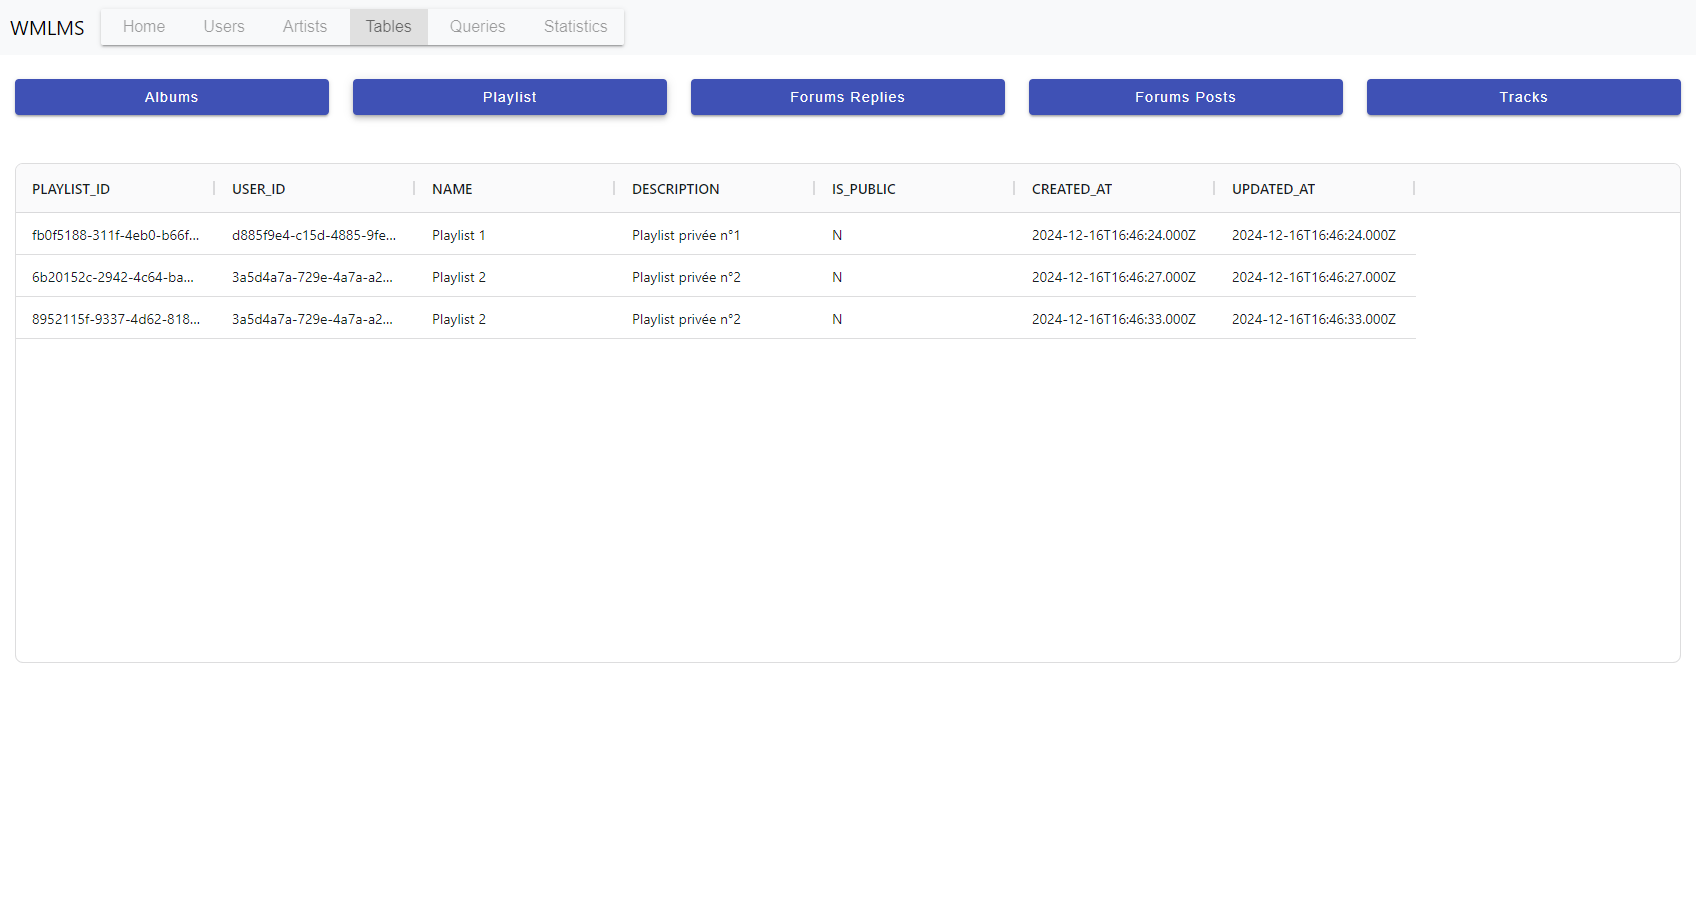 WMLMS Home Users Artists Tables Queries Statistics
Albums Playlist Forums Replies Forums Posts Tracks
PLAYLIST_ID USER_ID NAME DESCRIPTION IS_PUBLIC CREATED_AT UPDATED_AT
fb0f5188-311f-4eb0-b66f... d885f9e4-c15d-4885-9fe... Playlist 1 Playlist privée n°1 N 2024-12-16T16:46:24.000Z 2024-12-16T16:46:24.000Z
6b20152c-2942-4c64-ba... 3a5d4a7a-729e-4a7a-a2... Playlist 2 Playlist privée n°2 N 2024-12-16T16:46:27.000Z 2024-12-16T16:46:27.000Z
8952115f-9337-4d62-818... 3a5d4a7a-729e-4a7a-a2... Playlist 2 Playlist privée n°2 N 2024-12-16T16:46:33.000Z 2024-12-16T16:46:33.000Z